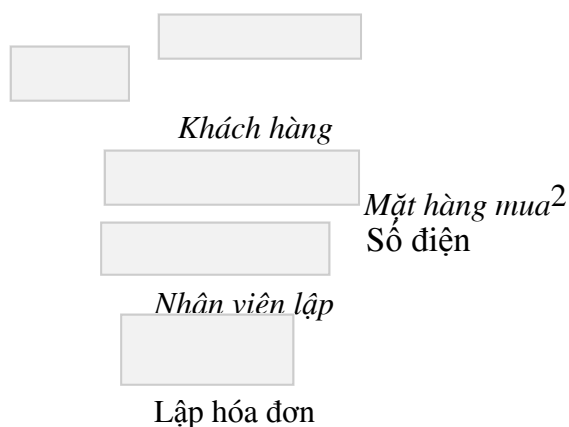 Khách hàng
Mặt hàng mua2
Số điện
Nhân viên lập
Lập hóa đơn